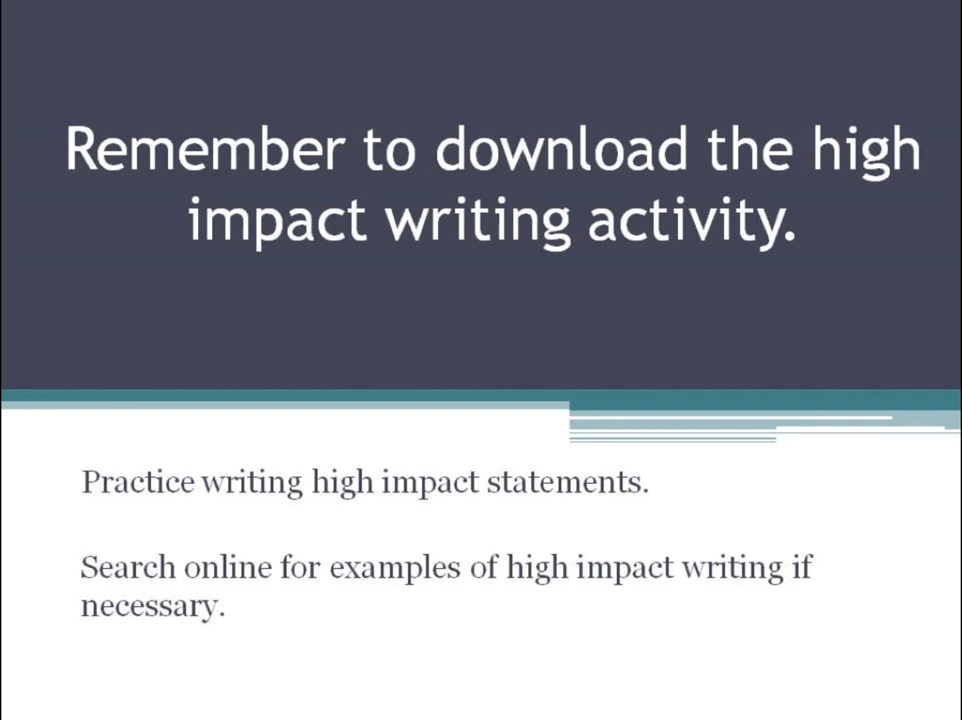 Remember to download the high
impact writing activity.
Practice writing high impact statements.
Search online for examples of high impact writing if
necessary.